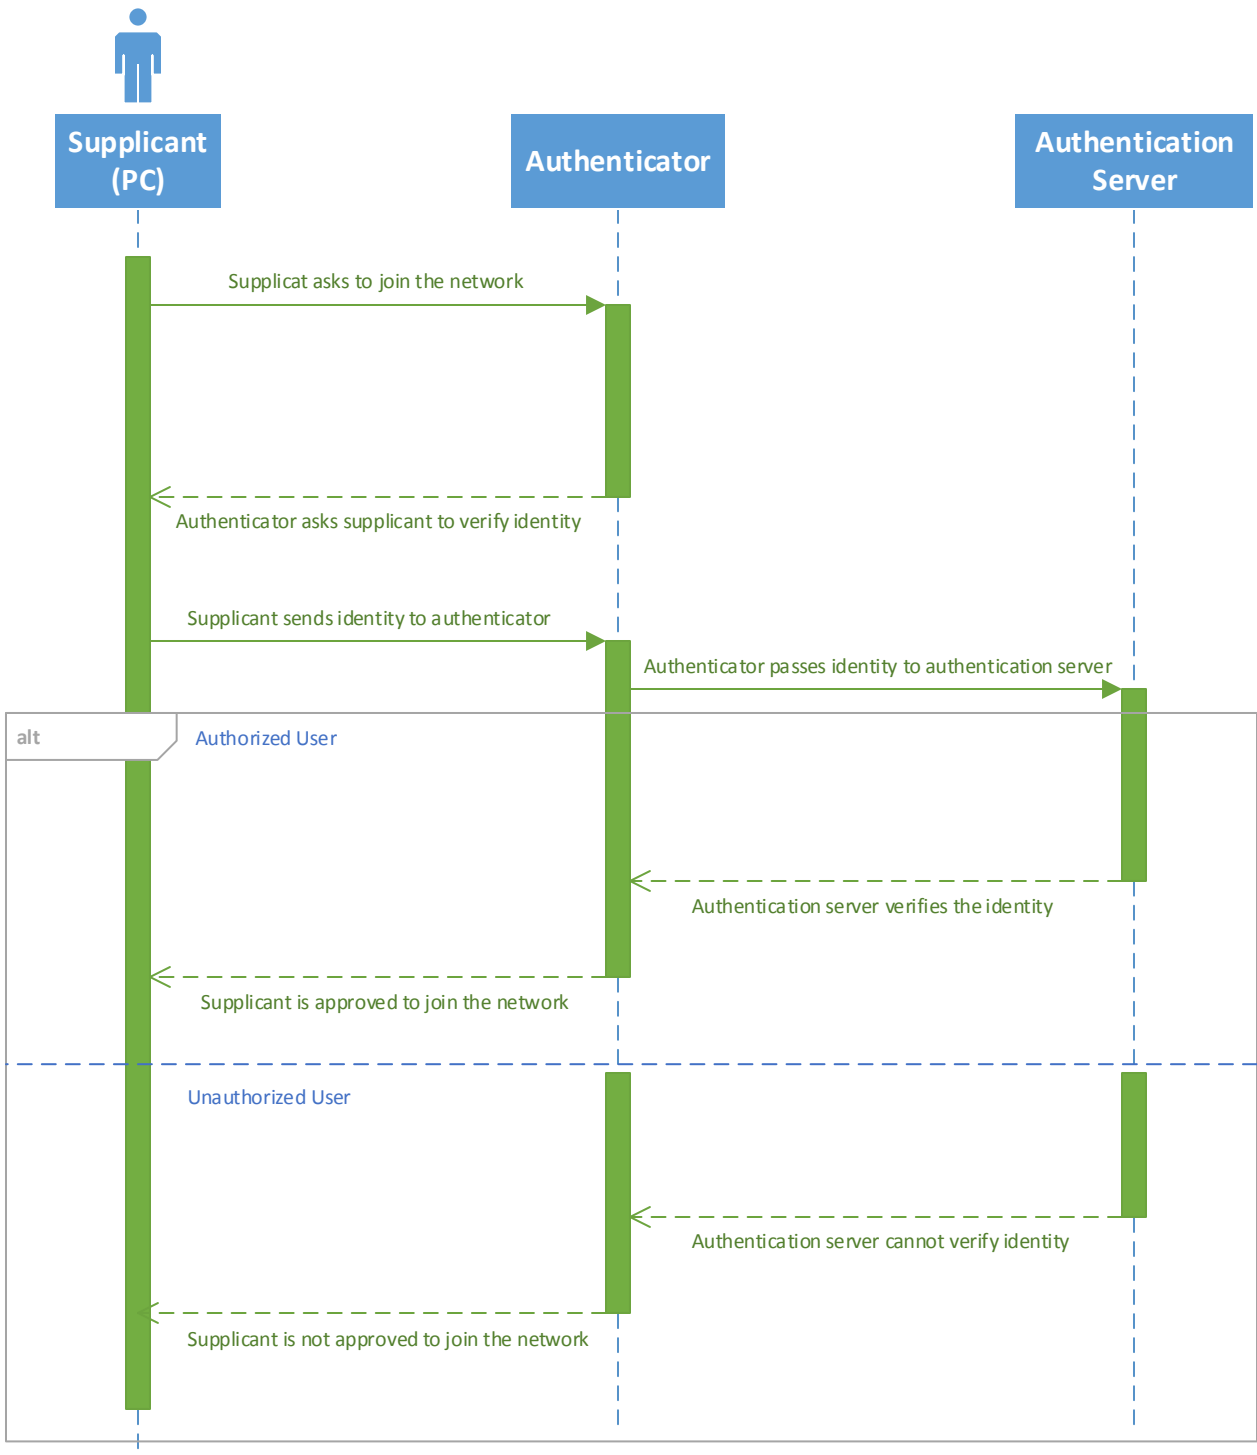 Supplicant
(PC)
Authenticator
Authentication
Server
Supplicat asks to join the network
Authenticator asks supplicant to verify identity
Supplicant sends identity to authenticator
Authenticator passes identity to authentication server
alt
Authorized User
Authentication server verifies the identity
Supplicant is approved to join the network
Unauthorized User
Authentication server cannot verify identity
Supplicant is not approved to join the network